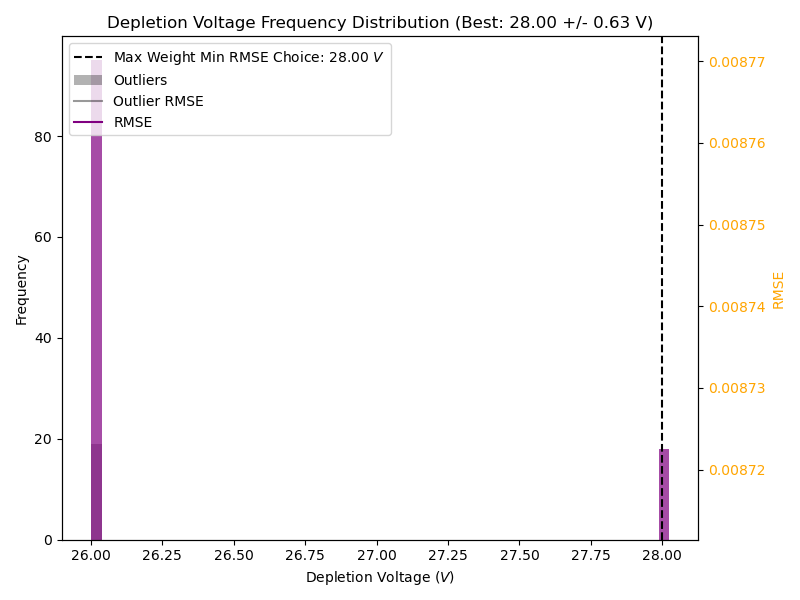 Depletion Voltage Frequency Distribution (Best: 28.00 +/- 0.63 V)
Max Weight Min RMSE Choice: 28.00 V
Outliers
Outlier RMSE
RMSE
Frequency
80
60
40
20
0
0.00877
0.00876
0.00875
0.00874
0.00873
0.00872
RMSE
26.00 26.25 26.50 26.75 27.00 27.25 27.50 27.75 28.00
Depletion Voltage (V)